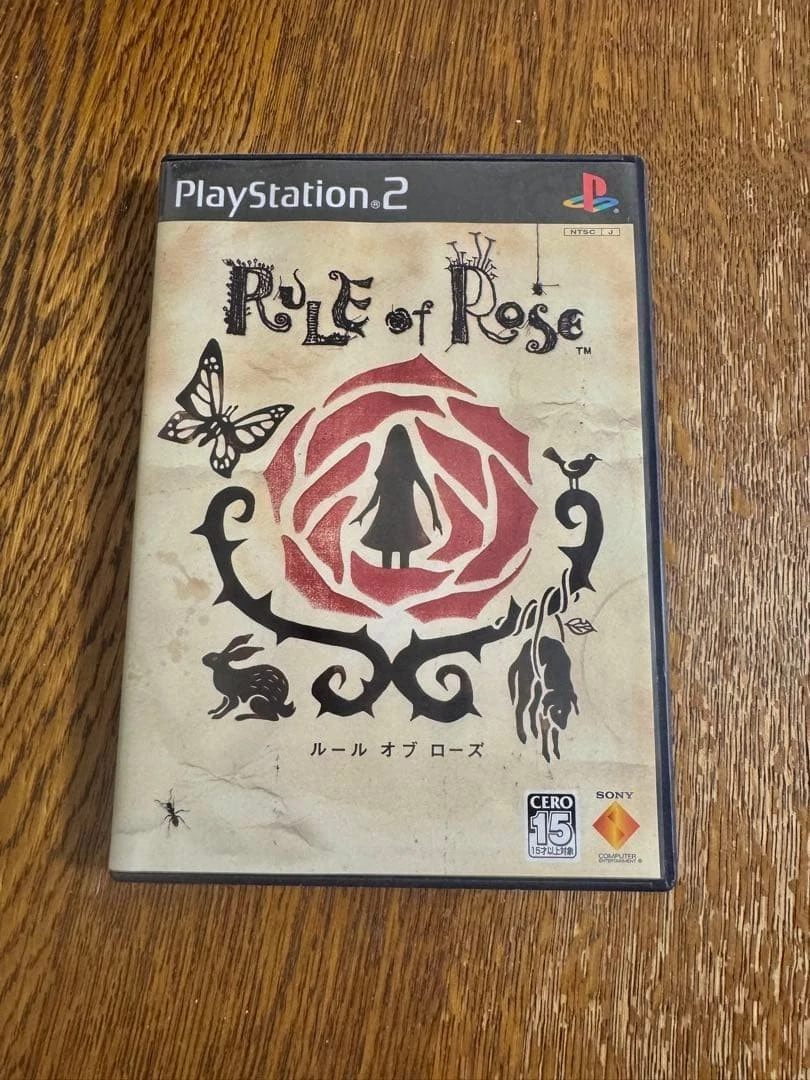 PlayStation®2
NTSC J
RULE of ROSE™
ルール オブ ローズ
CERO
15
15才以上対象
SONY
COMPUTER
ENTERTAINMENT®